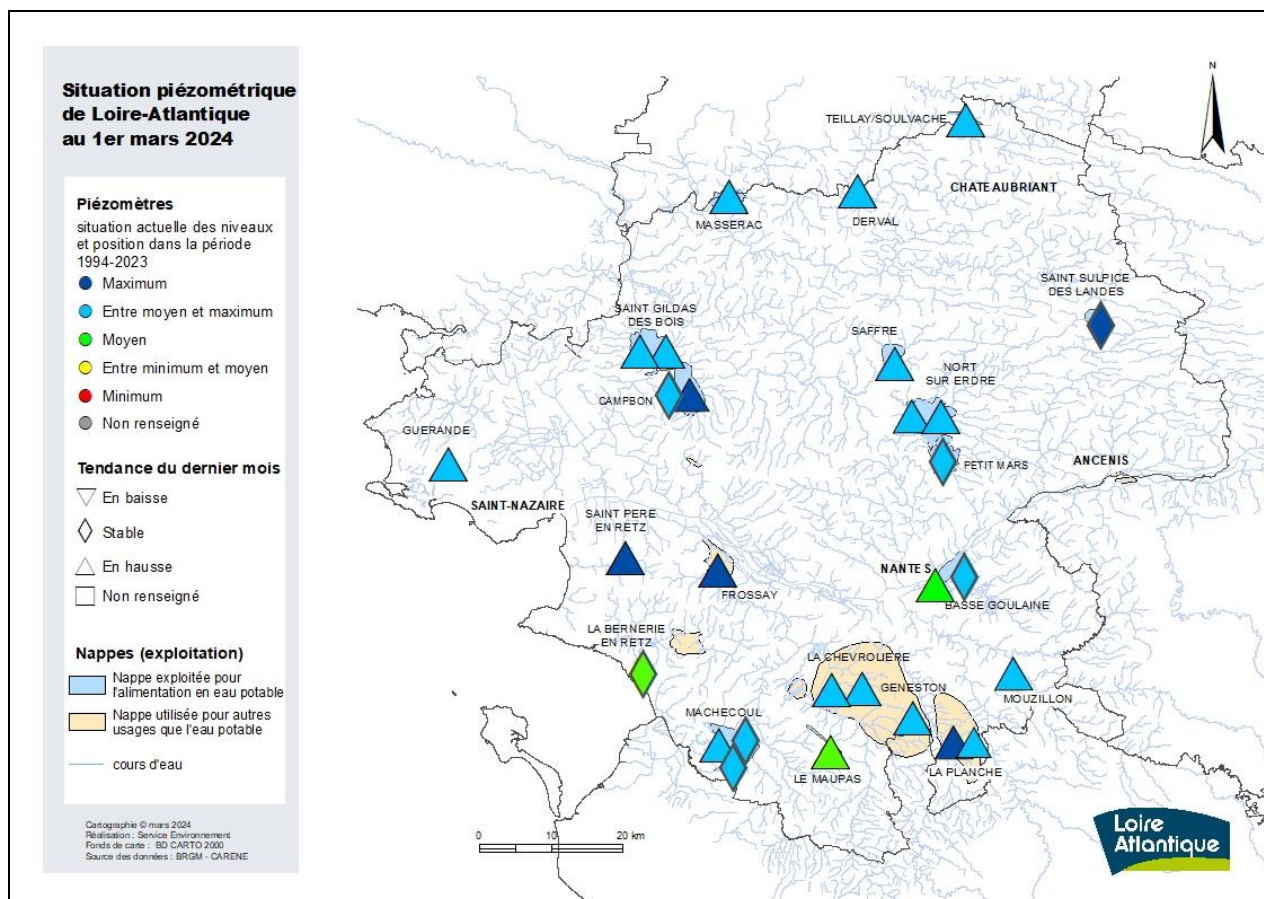 Situation piézométrique
de Loire-Atlantique
au 1er mars 2024
Piézomètres
situation actuelle des niveaux
et position dans la période
1994-2023
Maximum
Entre moyen et maximum
Moyen
Entre minimum et moyen
Minimum
Non renseigné
Tendance du dernier mois
En baisse
Stable
En hausse
Non renseigné
Nappes (exploitation)
Nappe exploitée pour
l'alimentation en eau potable
Nappe utilisée pour autres
usages que l'eau potable
cours d'eau
Cartographie © mars 2024
Réalisation : Service Environnement
Fonds de carte : BD CARTO 2000
Source des données : BRGM - CARENE
N
TEILLAY/SOULVACHE
CHATEAUBRIANT
MASSERAC
DERVAL
SAINT SULPICE
DES LANDES
SAINT GILDAS
DES BOIS
SAFFRE
NORT
SUR ERDRE
CAMPBON
GUERANDE
PETIT MARS
ANCENIS
SAINT-NAZAIRE
SAINT PERE
EN RETZ
FROSSAY
NANTES
BASSE GOULAINE
LA BERNERIE
EN RETZ
LA CHEVROLIERE
GENESTON
MOUZILLON
MACHECOUL
LE MAUPAS
LA PLANCHE
0 10 20 km
Loire
Atlantique